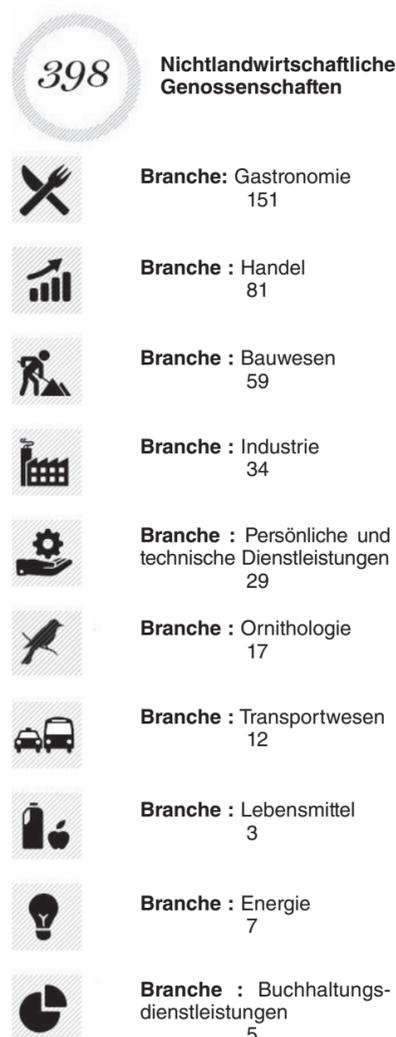 398
Nichtlandwirtschaftliche
Genossenschaften
Branche: Gastronomie
151
Branche : Handel
81
Branche : Bauwesen
59
Branche : Industrie
34
Branche : Persönliche und
technische Dienstleistungen
29
Branche : Ornithologie
17
Branche : Transportwesen
12
Branche : Lebensmittel
3
Branche : Energie
7
Branche : Buchhaltungs-
dienstleistungen
5